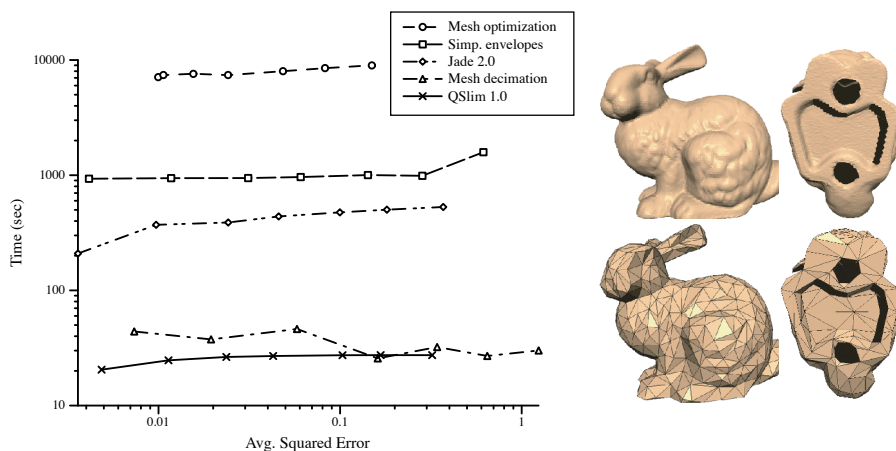 Mesh optimization
Simp. envelopes
Jade 2.0
Mesh decimation
QSlim 1.0
10000
1000
100
10
Time (sec)
0.01
0.1
1
Avg. Squared Error